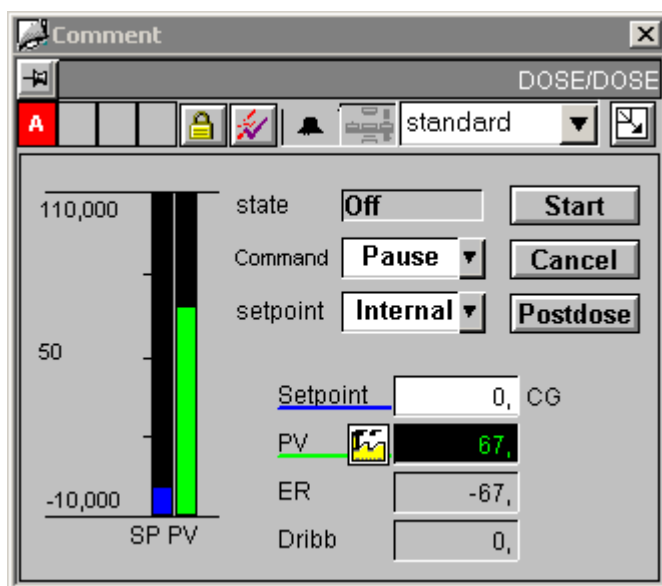 Comment
DOSE/DOSE
A standard
110,000 state Off Start
Command Pause Cancel
setpoint Internal Postdose
50
Setpoint 0, CG
PV 67,
-10,000 ER -67,
SP PV Dribb 0,